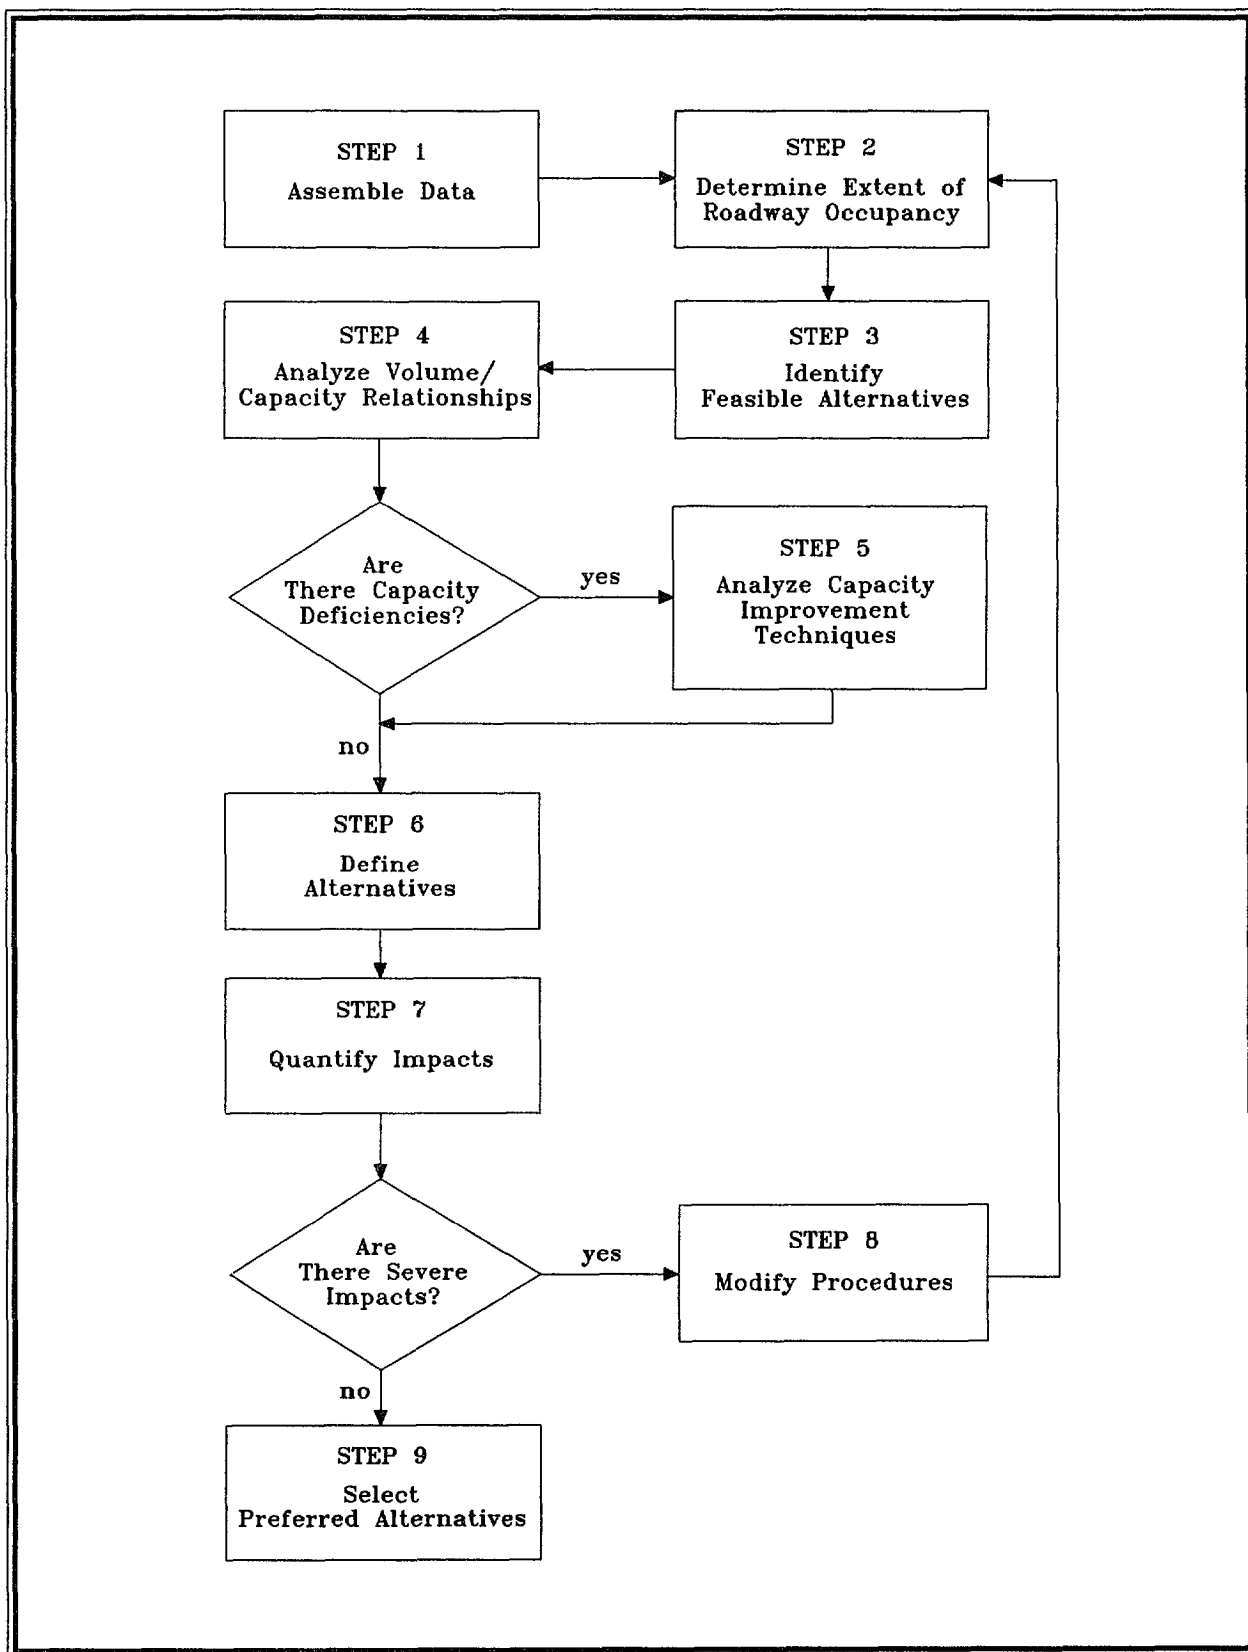 STEP 1
Assemble Data
STEP 2
Determine Extent of
Roadway Occupancy
STEP 3
Identify
Feasible Alternatives
STEP 4
Analyze Volume/
Capacity Relationships
Are
There Capacity
Deficiencies?
yes
STEP 5
Analyze Capacity
Improvement
Techniques
no
STEP 6
Define
Alternatives
STEP 7
Quantify Impacts
Are
There Severe
Impacts?
yes
STEP 8
Modify Procedures
no
STEP 9
Select
Preferred Alternatives